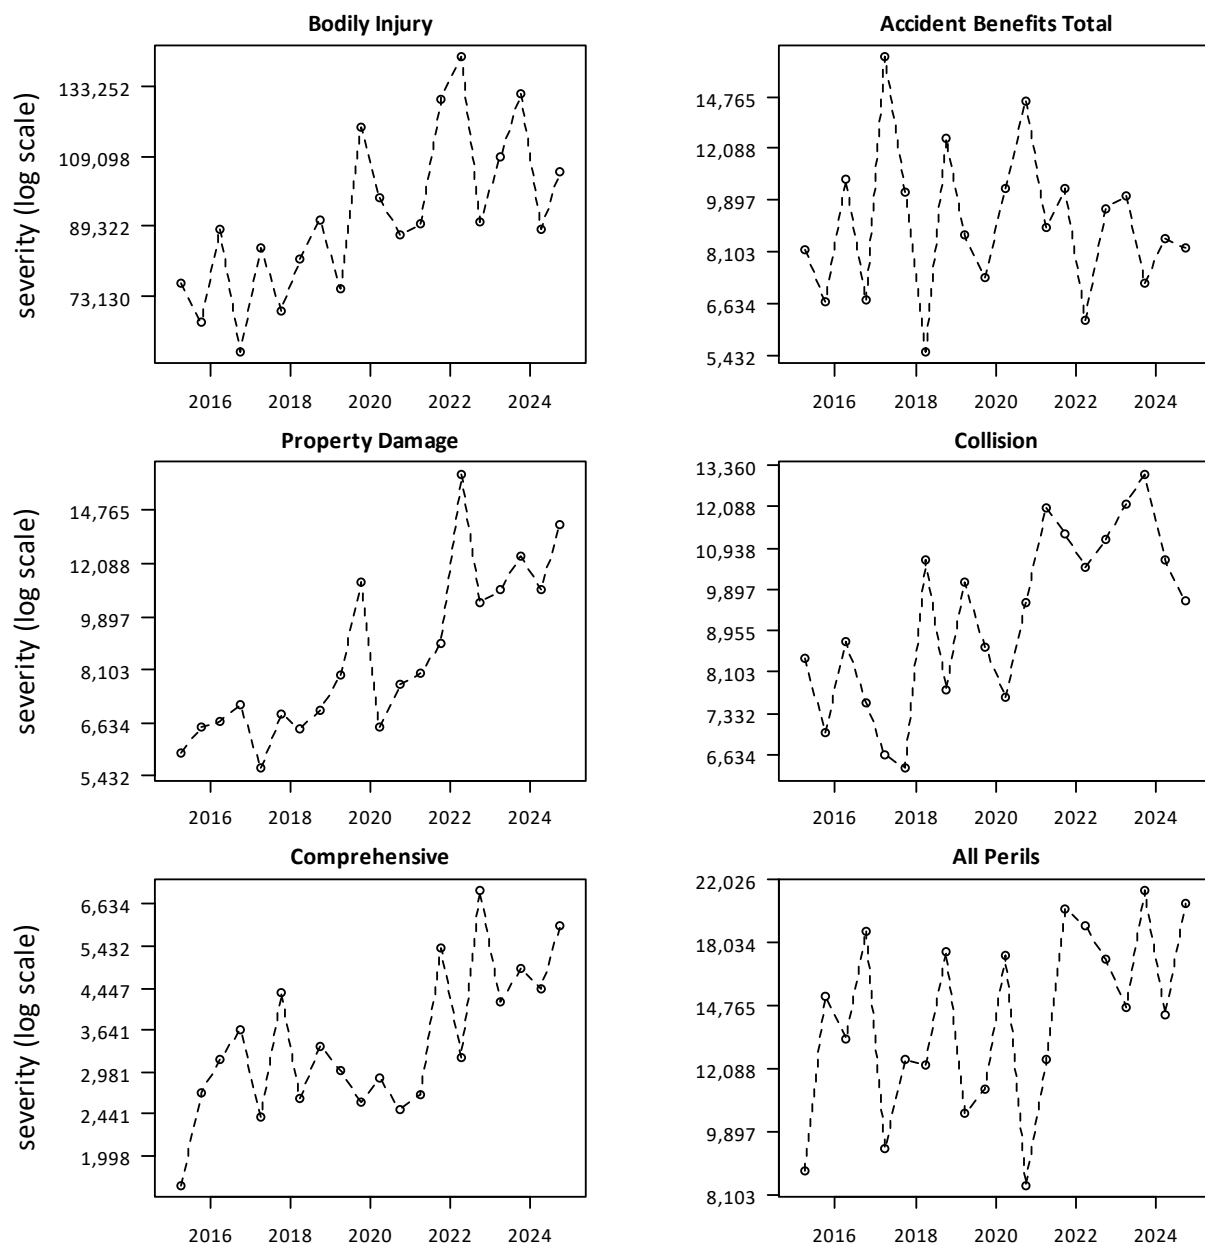 Bodily Injury
severity (log scale)
133,252
109,098
89,322
73,130
2016 2018 2020 2022 2024
Accident Benefits Total
14,765
12,088
9,897
8,103
6,634
5,432
2016 2018 2020 2022 2024
Property Damage
severity (log scale)
14,765
12,088
9,897
8,103
6,634
5,432
2016 2018 2020 2022 2024
Collision
13,360
12,088
10,938
9,897
8,955
8,103
7,332
6,634
2016 2018 2020 2022 2024
Comprehensive
severity (log scale)
6,634
5,432
4,447
3,641
2,981
2,441
1,998
2016 2018 2020 2022 2024
All Perils
22,026
18,034
14,765
12,088
9,897
8,103
2016 2018 2020 2022 2024